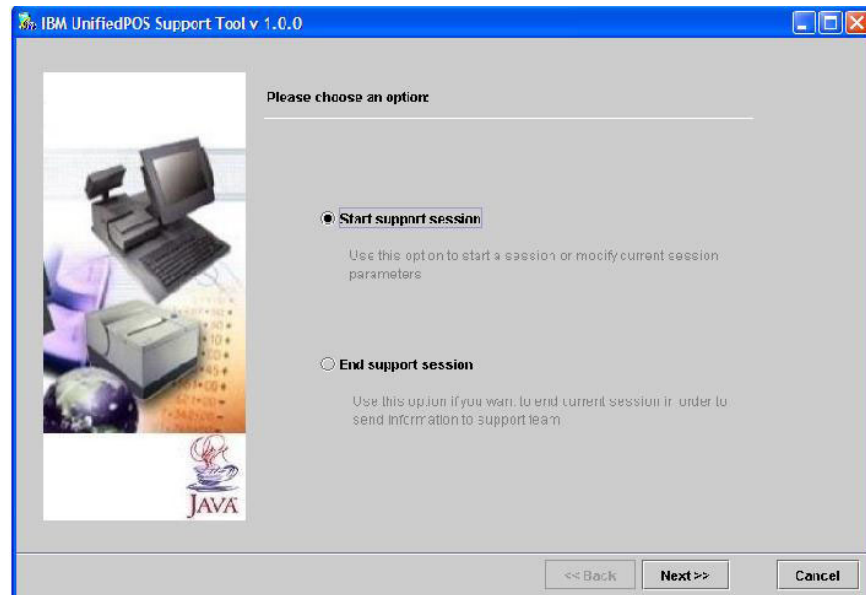 IBM UnifiedPOS Support Tool v 1.0.0
Please choose an option:
Start support session
Use this option to start a session or modify current session
parameters
End support session
Use this option if you want to end current session in order to
send information to support team
JAVA
<< Back
Next >>
Cancel